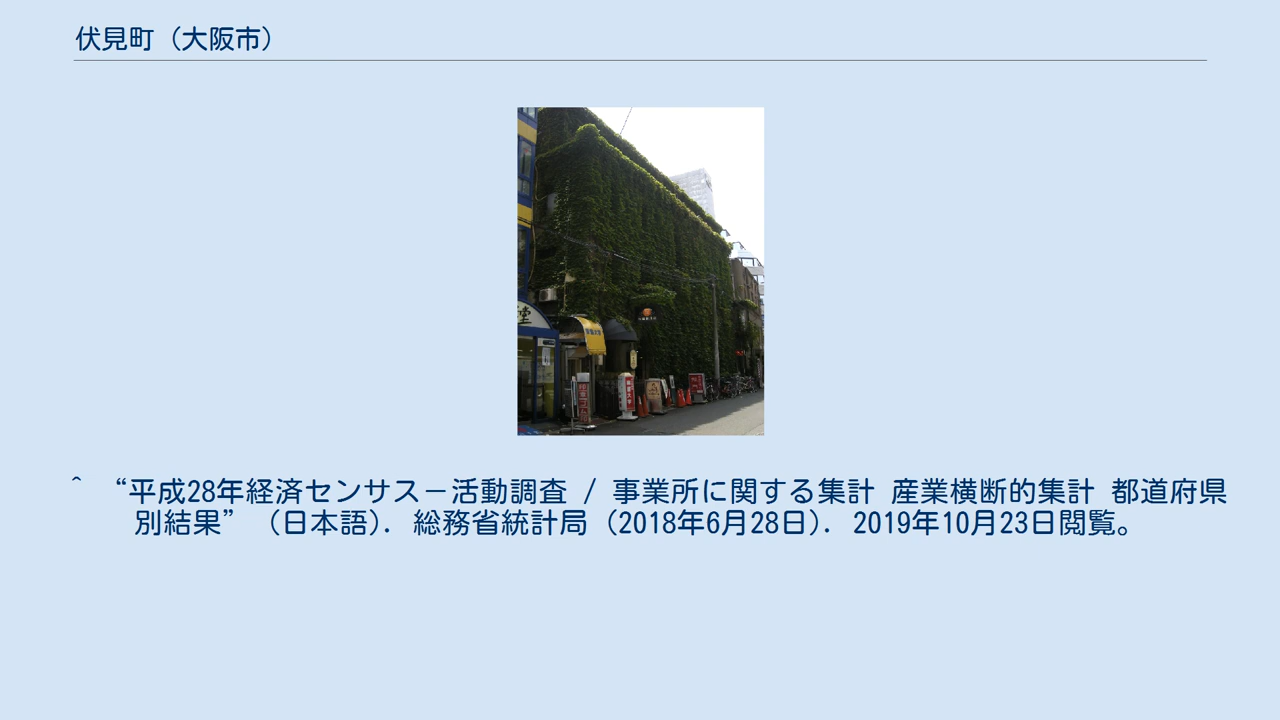 伏見町（大阪市）
堂
^ “平成28年経済センサス－活動調査 / 事業所に関する集計 産業横断的集計 都道府県
別結果” （日本語）. 総務省統計局 (2018年6月28日). 2019年10月23日閲覧。